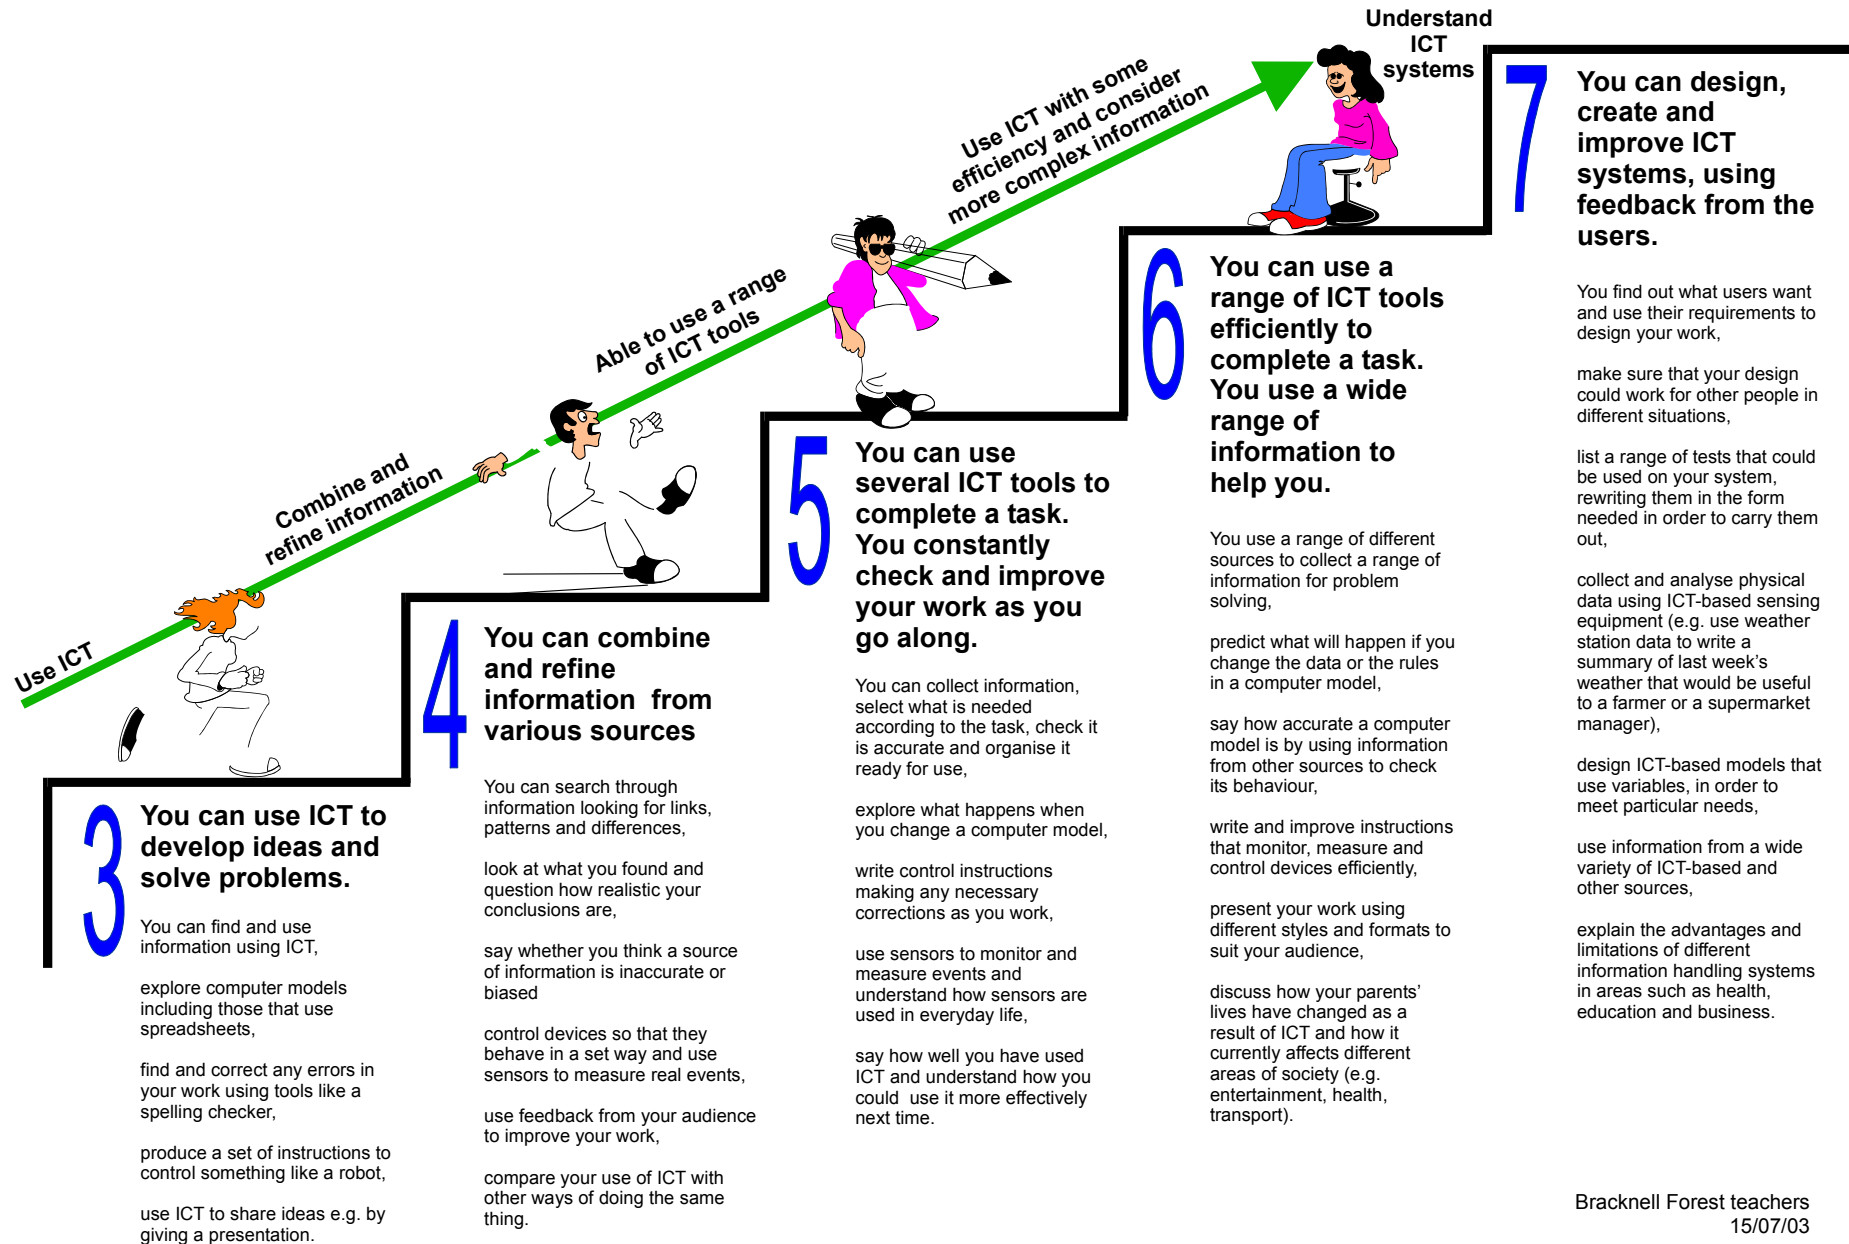 Use ICT
Combine and
refine information
Able to use a range
of ICT tools
Use ICT with some
efficiency and consider
more complex information
Understand
ICT
systems
3
You can use ICT to
develop ideas and
solve problems.
You can find and use
information using ICT,
explore computer models
including those that use
spreadsheets,
find and correct any errors in
your work using tools like a
spelling checker,
produce a set of instructions to
control something like a robot,
use ICT to share ideas e.g. by
giving a presentation.
4
You can combine
and refine
information  from
various sources
You can search through
information looking for links,
patterns and differences,
look at what you found and
question how realistic your
conclusions are,
say whether you think a source
of information is inaccurate or
biased
control devices so that they
behave in a set way and use
sensors to measure real events,
use feedback from your audience
to improve your work,
compare your use of ICT with
other ways of doing the same
thing.
5
You can use
several ICT tools to
complete a task.
You constantly
check and improve
your work as you
go along.
You can collect information,
select what is needed
according to the task, check it
is accurate and organise it
ready for use,
explore what happens when
you change a computer model,
write control instructions
making any necessary
corrections as you work,
use sensors to monitor and
measure events and
understand how sensors are
used in everyday life,
say how well you have used
ICT and understand how you
could  use it more effectively
next time.
6
You can use a
range of ICT tools
efficiently to
complete a task.
You use a wide
range of
information to
help you.
You use a range of different
sources to collect a range of
information for problem
solving,
predict what will happen if you
change the data or the rules
in a computer model,
say how accurate a computer
model is by using information
from other sources to check
its behaviour,
write and improve instructions
that monitor, measure and
control devices efficiently,
present your work using
different styles and formats to
suit your audience,
discuss how your parents’
lives have changed as a
result of ICT and how it
currently affects different
areas of society (e.g.
entertainment, health,
transport).
7
You can design,
create and
improve ICT
systems, using
feedback from the
users.
You find out what users want
and use their requirements to
design your work,
make sure that your design
could work for other people in
different situations,
list a range of tests that could
be used on your system,
rewriting them in the form
needed in order to carry them
out,
collect and analyse physical
data using ICT-based sensing
equipment (e.g. use weather
station data to write a
summary of last week’s
weather that would be useful
to a farmer or a supermarket
manager),
design ICT-based models that
use variables, in order to
meet particular needs,
use information from a wide
variety of ICT-based and
other sources,
explain the advantages and
limitations of different
information handling systems
in areas such as health,
education and business.
Bracknell Forest teachers
15/07/03